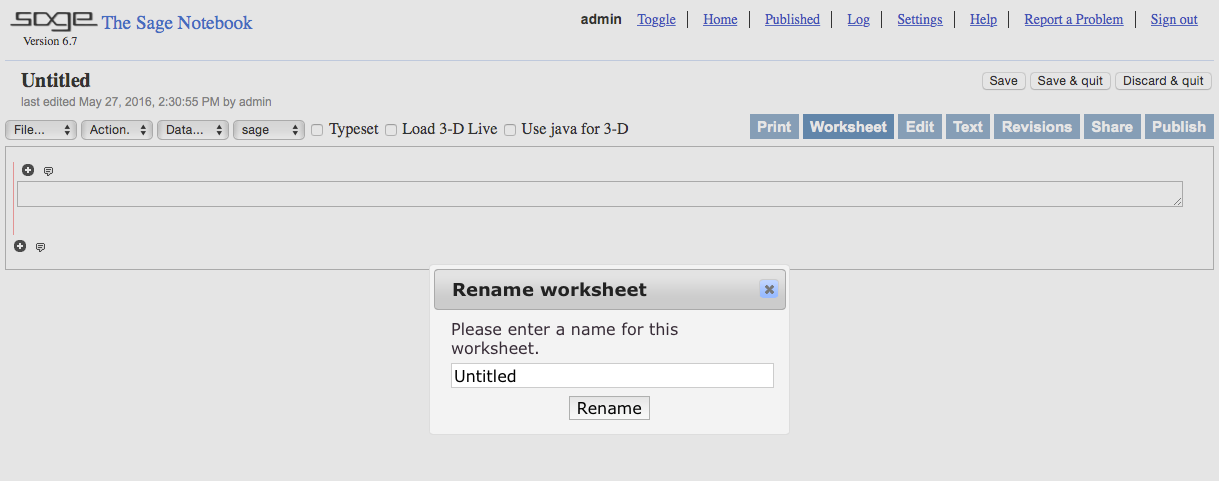 sage The Sage Notebook
Version 6.7
admin Toggle Home Published Log Settings Help Report a Problem Sign out
Untitled
last edited May 27, 2016, 2:30:55 PM by admin
Save Save & quit Discard & quit
File... Action. Data... sage Typeset Load 3-D Live Use java for 3-D
Print Worksheet Edit Text Revisions Share Publish
Rename worksheet
Please enter a name for this
worksheet.
Untitled
Rename